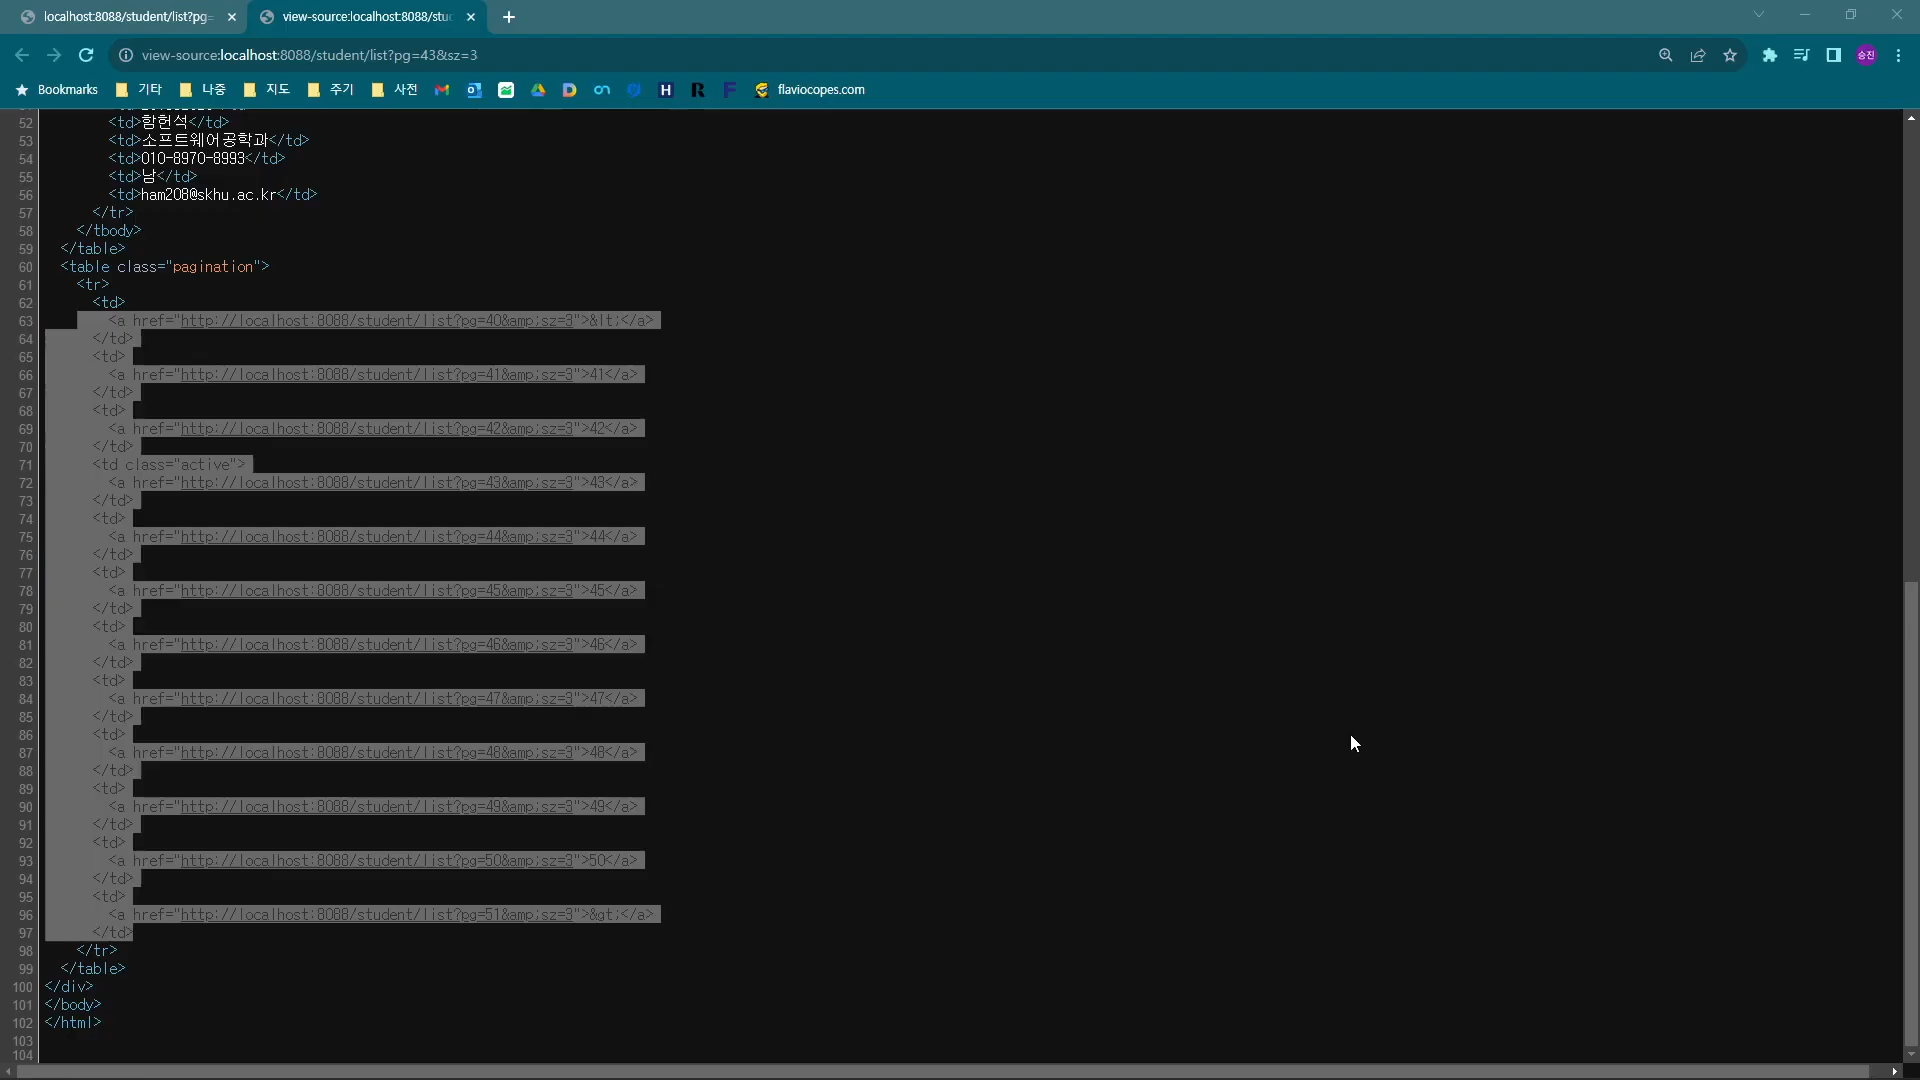 localhost:8088/student/list?pg=
view-source:localhost:8088/stu
view-source:localhost:8088/student/list?pg=43&sz=3
승진
Bookmarks 기타 나중 지도 주기 사전 flaviocopes.com
52 <td>함헌석</td>
53 <td>소프트웨어공학과</td>
54 <td>010-8970-8993</td>
55 <td>남</td>
56 <td>ham208@skhu.ac.kr</td>
57 </tr>
58 </tbody>
59 </table>
60 <table class="pagination">
61 <tr>
62 <td>
63 <a href="http://localhost:8088/student/list?pg=40&amp;sz=3">&lt;</a>
64 </td>
65 <td>
66 <a href="http://localhost:8088/student/list?pg=41&amp;sz=3">41</a>
67 </td>
68 <td>
69 <a href="http://localhost:8088/student/list?pg=42&amp;sz=3">42</a>
70 </td>
71 <td class="active">
72 <a href="http://localhost:8088/student/list?pg=43&amp;sz=3">43</a>
73 </td>
74 <td>
75 <a href="http://localhost:8088/student/list?pg=44&amp;sz=3">44</a>
76 </td>
77 <td>
78 <a href="http://localhost:8088/student/list?pg=45&amp;sz=3">45</a>
79 </td>
80 <td>
81 <a href="http://localhost:8088/student/list?pg=46&amp;sz=3">46</a>
82 </td>
83 <td>
84 <a href="http://localhost:8088/student/list?pg=47&amp;sz=3">47</a>
85 </td>
86 <td>
87 <a href="http://localhost:8088/student/list?pg=48&amp;sz=3">48</a>
88 </td>
89 <td>
90 <a href="http://localhost:8088/student/list?pg=49&amp;sz=3">49</a>
91 </td>
92 <td>
93 <a href="http://localhost:8088/student/list?pg=50&amp;sz=3">50</a>
94 </td>
95 <td>
96 <a href="http://localhost:8088/student/list?pg=51&amp;sz=3">&gt;</a>
97 </td>
98 </tr>
99 </table>
100 </div>
101 </body>
102 </html>
103
104